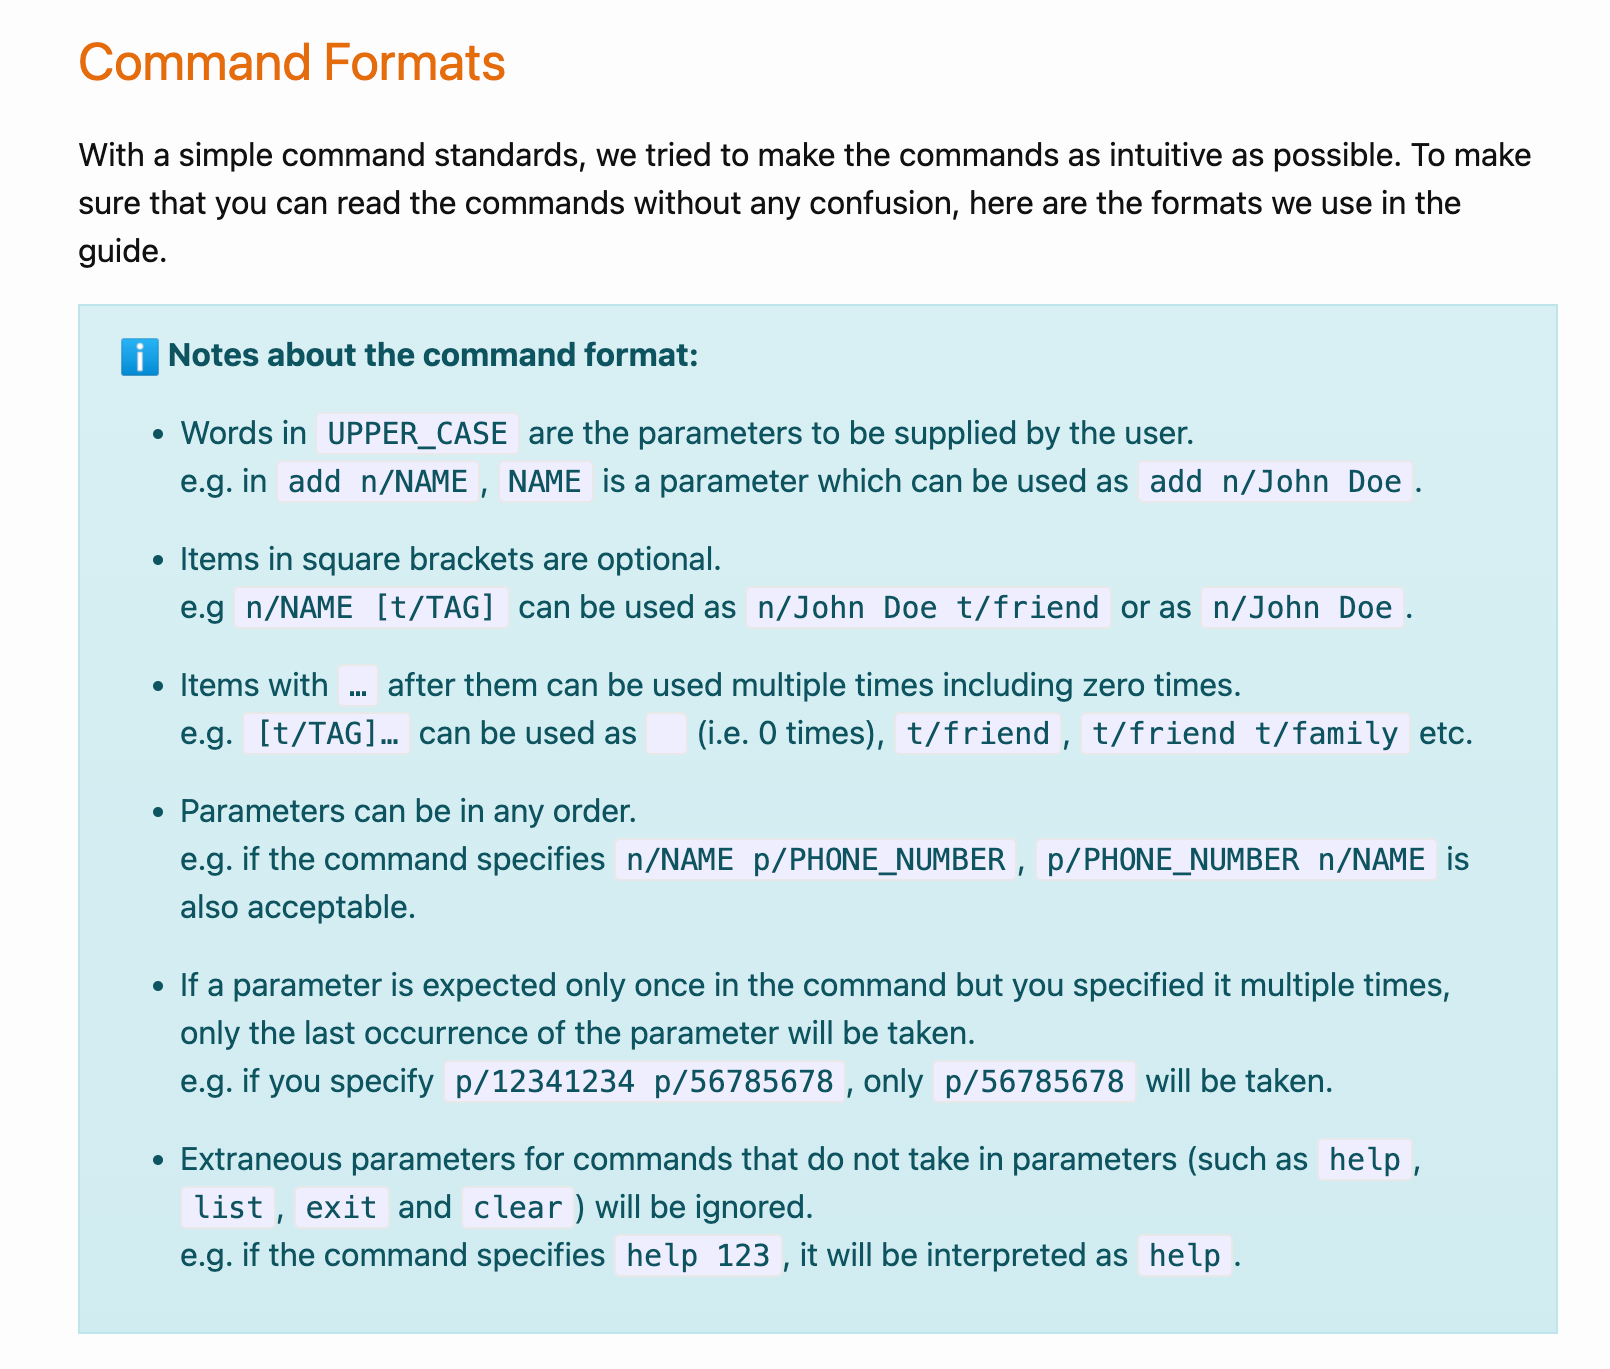 Command Formats
With a simple command standards, we tried to make the commands as intuitive as possible. To make
sure that you can read the commands without any confusion, here are the formats we use in the
guide.
ℹ️ Notes about the command format:
• Words in UPPER_CASE are the parameters to be supplied by the user.
e.g. in add n/NAME, NAME is a parameter which can be used as add n/John Doe.
• Items in square brackets are optional.
e.g n/NAME [t/TAG] can be used as n/John Doe t/friend or as n/John Doe.
• Items with … after them can be used multiple times including zero times.
e.g. [t/TAG]… can be used as   (i.e. 0 times), t/friend, t/friend t/family etc.
• Parameters can be in any order.
e.g. if the command specifies n/NAME p/PHONE_NUMBER, p/PHONE_NUMBER n/NAME is
also acceptable.
• If a parameter is expected only once in the command but you specified it multiple times,
only the last occurrence of the parameter will be taken.
e.g. if you specify p/12341234 p/56785678, only p/56785678 will be taken.
• Extraneous parameters for commands that do not take in parameters (such as help,
list, exit and clear) will be ignored.
e.g. if the command specifies help 123, it will be interpreted as help.